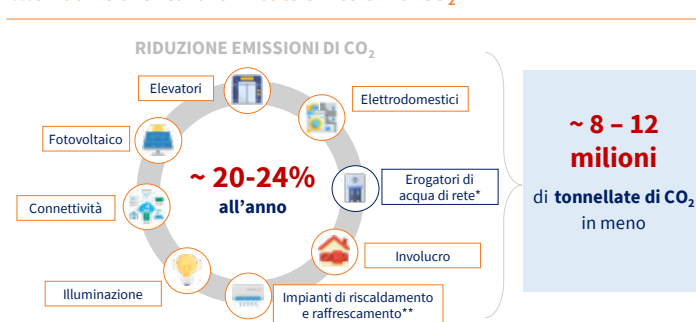 RIDUZIONE EMISSIONI DI CO₂
Elevatori
Elettrodomestici
Fotovoltaico
~ 20-24%
all'anno
Erogatori di
acqua di rete*
Connettività
Involucro
Illuminazione
Impianti di riscaldamento
e raffrescamento**
~ 8 – 12
milioni
di tonnellate di CO₂
in meno